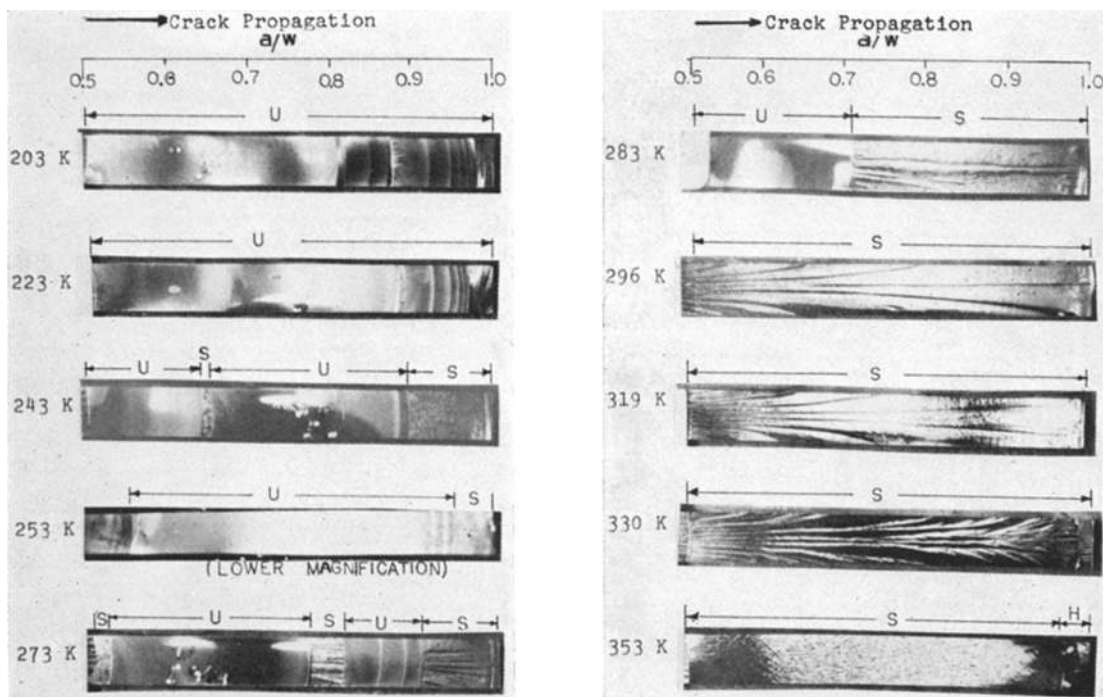 Crack Propagation
a/w
0.5 0.6 0.7 0.8 0.9 1.0
U
203 K
U
223 K
U S U S
243 K
U S
253 K
(LOWER MAGNIFICATION)
S U S U S
273 K
Crack Propagation
a/w
0.5 0.6 0.7 0.8 0.9 1.0
U S
283 K
S
296 K
S
319 K
S
330 K
S H
353 K